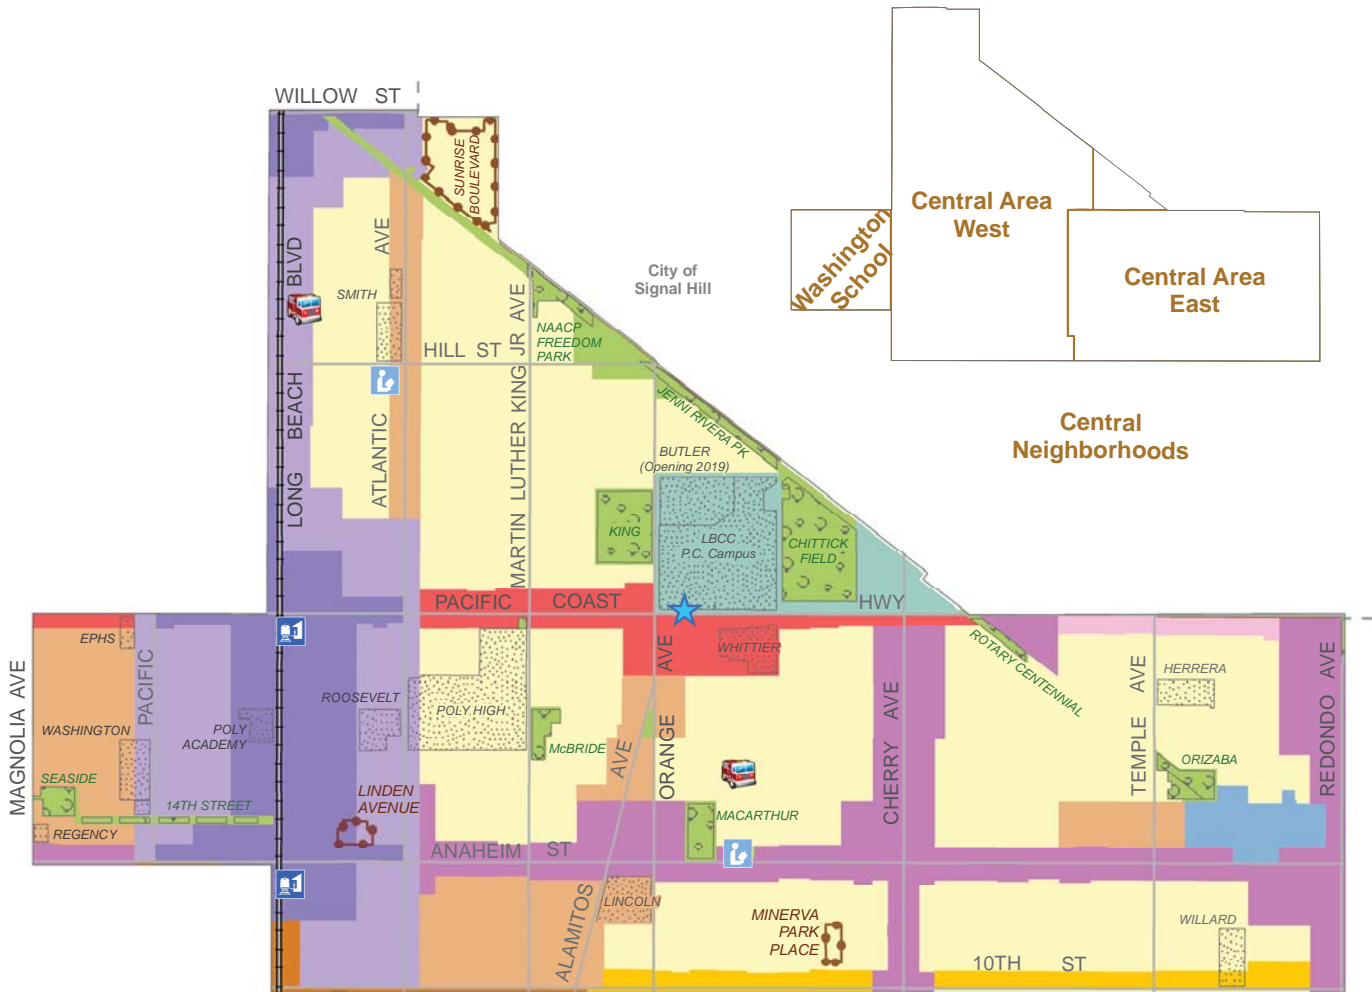 WILLOW ST
SUNRISE
BOULEVARD
Central Area
West
Washington
School
Central Area
East
City of
Signal Hill
Central
Neighborhoods
LONG BEACH BLVD
ATLANTIC AVE
SMITH
HILL ST
MARTIN LUTHER KING JR AVE
NAACP
FREEDOM
PARK
JENNI RIVERA PK
BUTLER
(Opening 2019)
KING
LBCC
P.C. Campus
CHITTICK
FIELD
PACIFIC COAST HWY
MAGNOLIA AVE
EPHS
PACIFIC
WASHINGTON
POLY
ACADEMY
ROOSEVELT
POLY HIGH
McBRIDE
WHITTIER
ORANGE AVE
CHERRY AVE
ROTARY CENTENNIAL
TEMPLE AVE
HERRERA
ORIZABA
REDONDO AVE
SEASIDE
14TH STREET
REGENCY
LINDEN
AVENUE
MACARTHUR
ANAHEIM ST
ALAMITOS AVE
LINCOLN
MINERVA
PARK
PLACE
WILLARD
10TH ST